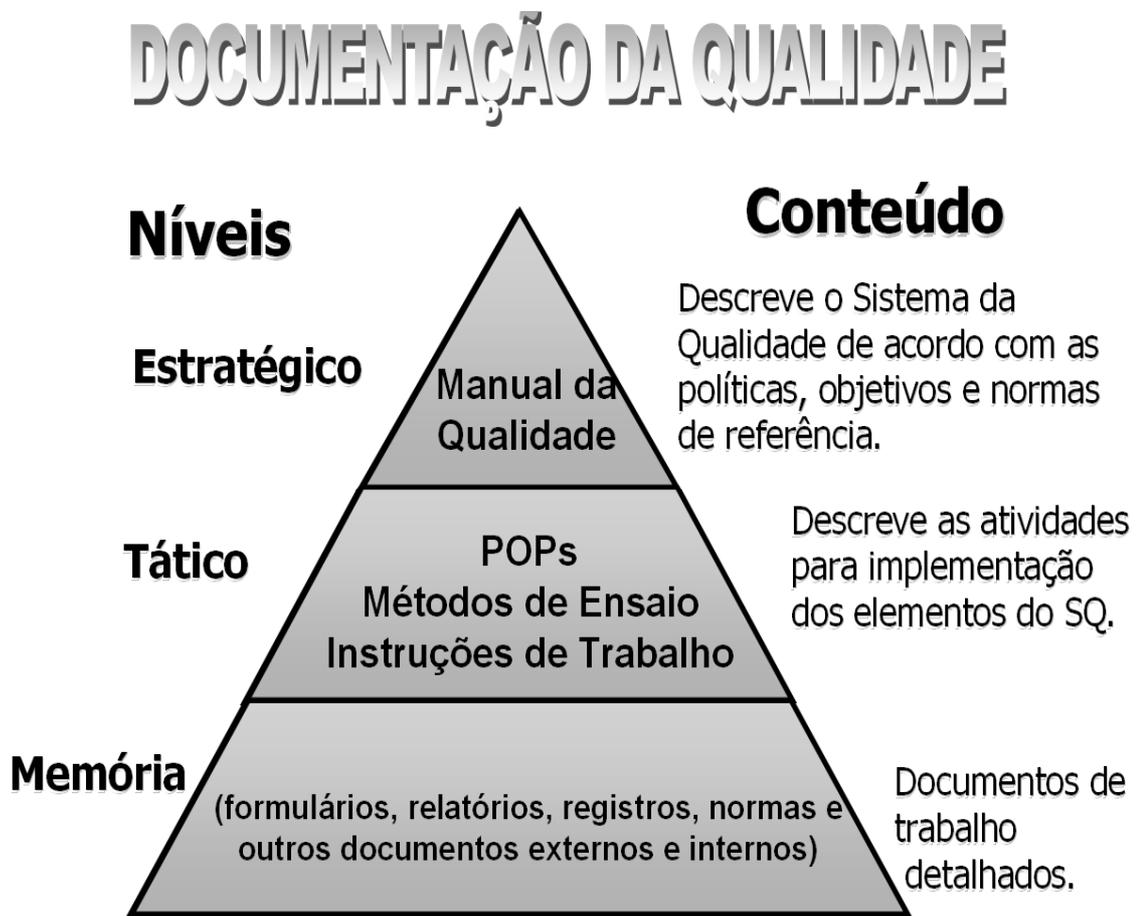 DOCUMENTAÇÃO DA QUALIDADE
Níveis
Conteúdo
Estratégico
Manual da
Qualidade
Descreve o Sistema da
Qualidade de acordo com as
políticas, objetivos e normas
de referência.
Tático
POPs
Métodos de Ensaio
Instruções de Trabalho
Descreve as atividades
para implementação
dos elementos do SQ.
Memória
(formulários, relatórios, registros, normas e
outros documentos externos e internos)
Documentos de
trabalho
detalhados.